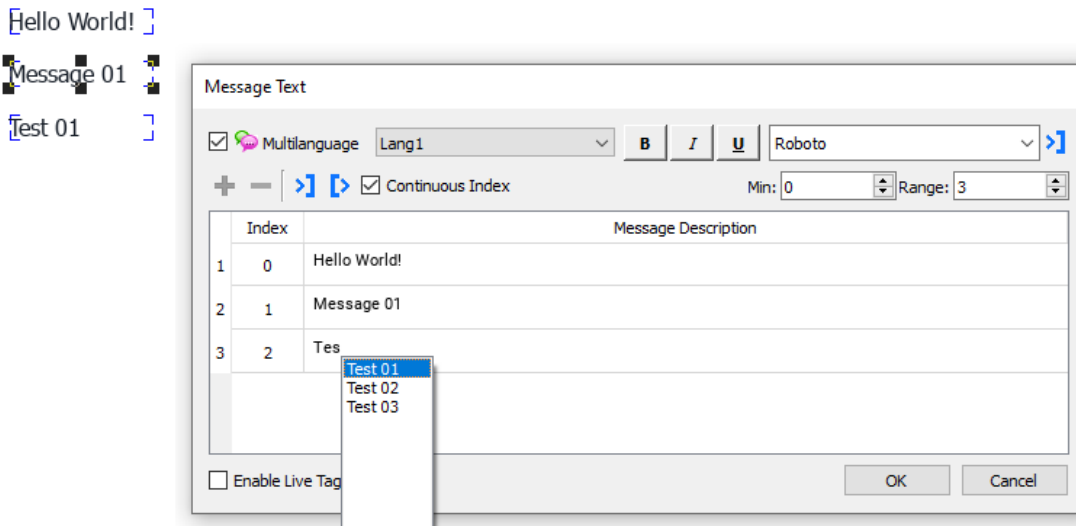 Hello World!
Message 01
Test 01
Message Text
Multilanguage Lang1 B I U Roboto
Continuous Index Min: 0 Range: 3
Index Message Description
1 0 Hello World!
2 1 Message 01
3 2 Tes
Test 01
Test 02
Test 03
Enable Live Tag OK Cancel